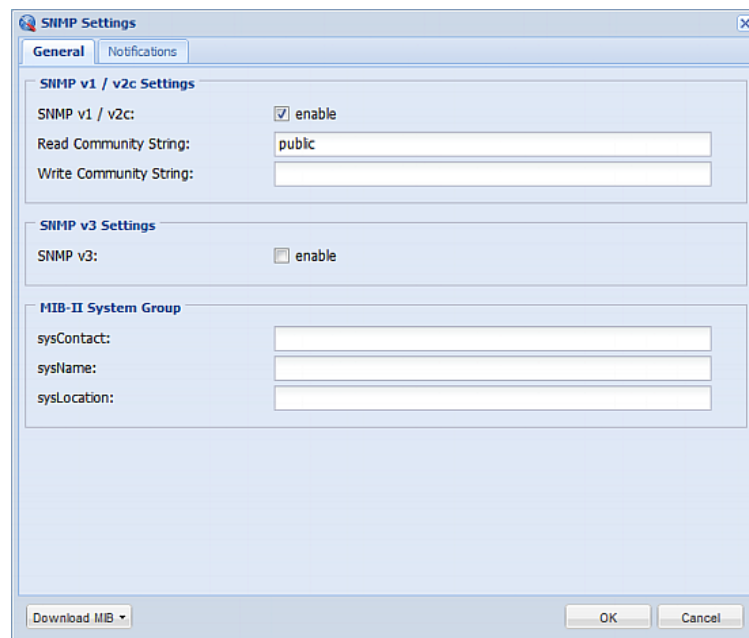 SNMP Settings
General Notifications
SNMP v1 / v2c Settings
SNMP v1 / v2c: enable
Read Community String: public
Write Community String:
SNMP v3 Settings
SNMP v3: enable
MIB-II System Group
sysContact:
sysName:
sysLocation:
Download MIB OK Cancel